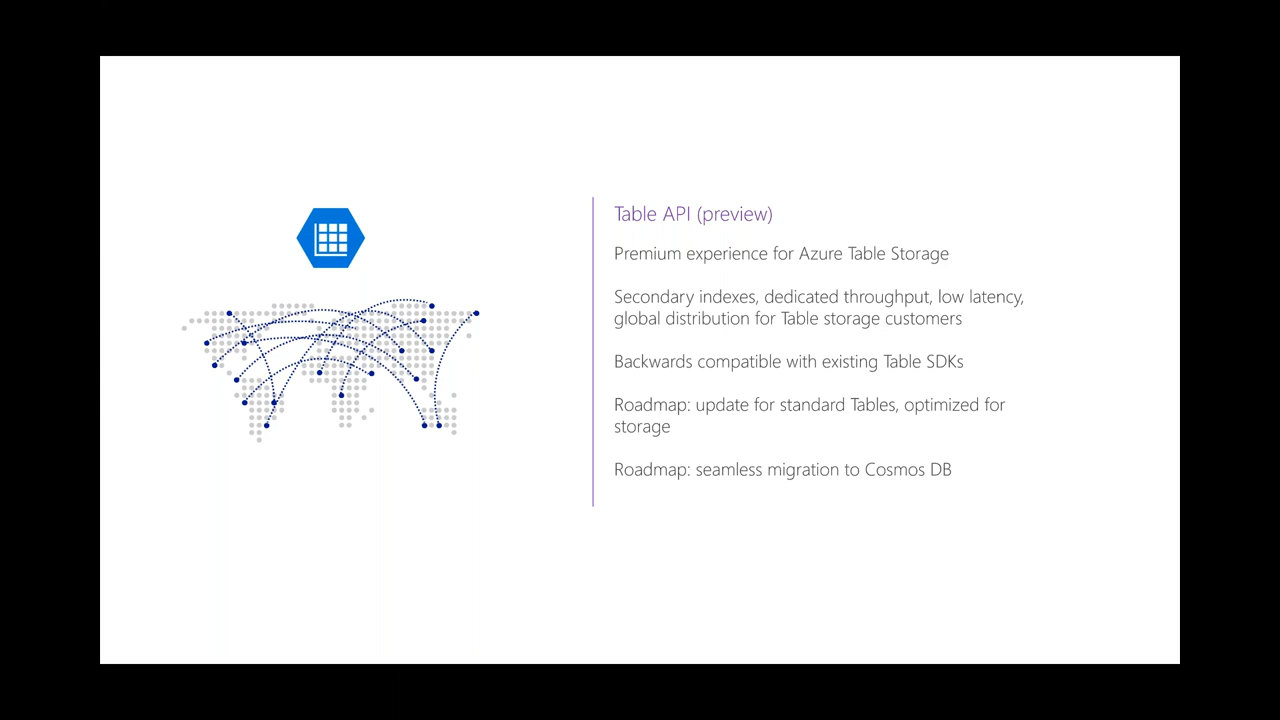 Table API (preview)
Premium experience for Azure Table Storage
Secondary indexes, dedicated throughput, low latency,
global distribution for Table storage customers
Backwards compatible with existing Table SDKs
Roadmap: update for standard Tables, optimized for
storage
Roadmap: seamless migration to Cosmos DB